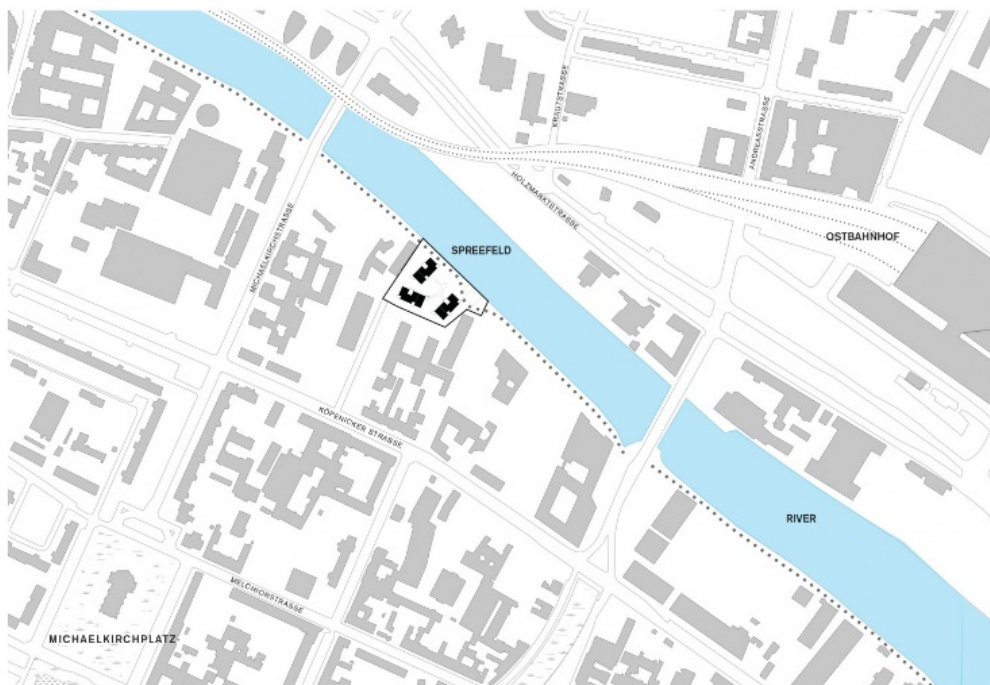 KRAUTSTRASSE
ANDREASSTRASSE
HOLZMARKTSTRASSE
MICHAELKIRCHSTRASSE
OSTBAHNHOF
SPREEFELD
KÖPENICKER STRASSE
RIVER
MELCHIORSTRASSE
MICHAELKIRCHPLATZ